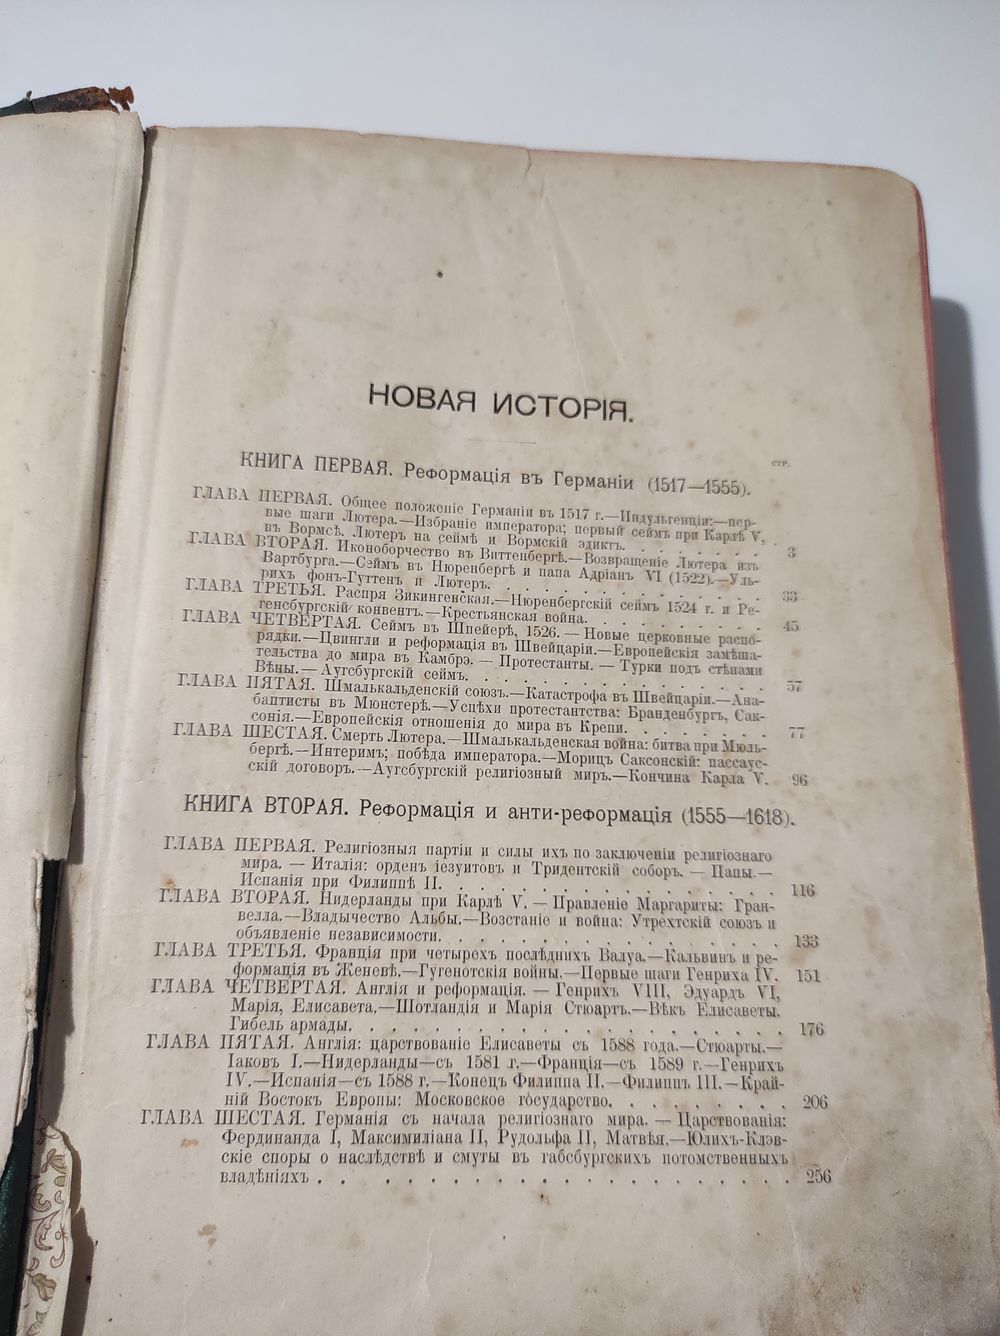 НОВАЯ ИСТОРІЯ.
СТР.
КНИГА ПЕРВАЯ. Реформація въ Германіи (1517—1555).
ГЛАВА ПЕРВАЯ. Общее положеніе Германіи въ 1517 г.—Индульгенціи:—пер-
вые шаги Лютера.—Избраніе императора; первый сеймъ при Карлѣ V,
въ Вормсѣ. Лютеръ на сеймѣ и Вормскій эдиктъ. . . . . . . . . 3
ГЛАВА ВТОРАЯ. Иконоборчество въ Виттенбергѣ.—Возвращеніе Лютера изъ
Вартбурга.—Сэймъ въ Нюренбергѣ и папа Адріанъ VI (1522).—Уль-
рихъ фонъ-Гуттенъ и Лютеръ. . . . . . . . . . . . . . 33
ГЛАВА ТРЕТЬЯ. Распря Зикингенская.—Нюренбергскій сеймъ 1524 г. и Ре-
генсбургскій конвентъ.—Крестьянская война. . . . . . . . . . 45
ГЛАВА ЧЕТВЕРТАЯ. Сеймъ въ Шпейерѣ, 1526. — Новые церковные распо-
рядки.—Цвингли и реформація въ Швейцаріи.—Европейскія замѣша-
тельства до мира въ Камбрэ. — Протестанты. — Турки подъ стѣнами
Вѣны.— Аугсбургскій сеймъ. . . . . . . . . . . . . . . 57
ГЛАВА ПЯТАЯ. Шмалькальденскій союзъ.—Катастрофа въ Швейцаріи.—Ана-
баптисты въ Мюнстерѣ.—Успѣхи протестантства: Бранденбургъ, Сак-
сонія.—Европейскія отношенія до мира въ Крепи. . . . . . . . 77
ГЛАВА ШЕСТАЯ. Смерть Лютера.—Шмалькальденская война: битва при Мюль-
бергѣ.—Интеримъ; побѣда императора.—Морицъ Саксонскій: пассаус-
скій договоръ.—Аугсбургскій религіозный миръ.—Кончина Карла V. 96
КНИГА ВТОРАЯ. Реформація и анти-реформація (1555—1618).
ГЛАВА ПЕРВАЯ. Религіозныя партіи и силы ихъ по заключеніи религіознаго
мира. — Италія: орденъ іезуитовъ и Тридентскій соборъ. — Папы.—
Испанія при Филиппѣ II. . . . . . . . . . . . . . . . 116
ГЛАВА ВТОРАЯ. Нидерланды при Карлѣ V. — Правленіе Маргариты: Гран-
велла.—Владычество Альбы.—Возстаніе и война: Утрехтскій союзъ и
объявленіе независимости. . . . . . . . . . . . . . . . 133
ГЛАВА ТРЕТЬЯ. Франція при четырехъ послѣднихъ Валуа.—Кальвинъ и ре-
формація въ Женевѣ.—Гугенотскія войны.—Первые шаги Генриха IV. 151
ГЛАВА ЧЕТВЕРТАЯ. Англія и реформація. — Генрихъ VIII, Эдуардъ VI,
Марія, Елисавета.—Шотландія и Марія Стюартъ.—Вѣкъ Елисаветы.
Гибель армады. . . . . . . . . . . . . . . . . . . 176
ГЛАВА ПЯТАЯ. Англія: царствованіе Елисаветы съ 1588 года.—Стюарты.—
Іаковъ I.—Нидерланды—съ 1581 г.—Франція—съ 1589 г.—Генрихъ
IV.—Испанія—съ 1588 г.—Конецъ Филиппа II.—Филиппъ III.—Край-
ній Востокъ Европы: Московское государство. . . . . . . . . 206
ГЛАВА ШЕСТАЯ. Германія съ начала религіознаго мира. — Царствованія:
Фердинанда I, Максимиліана II, Рудольфа II, Матвѣя.—Юлихъ-Клэв-
скіе споры о наслѣдствѣ и смуты въ габсбургскихъ потомственныхъ
владѣніяхъ . . . . . . . . . . . . . . . . . . . . 256